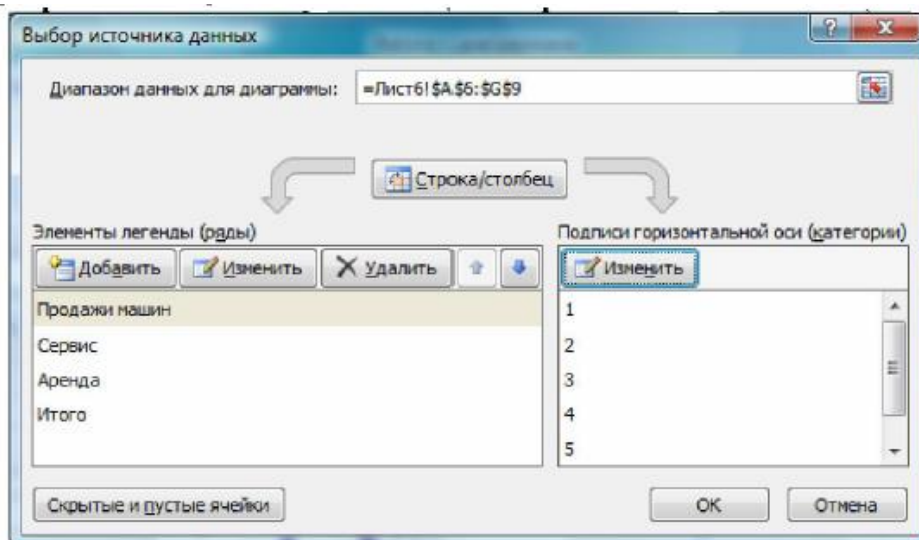 Выбор источника данных
Диапазон данных для диаграммы: =Лист6!$A$6:$G$9
Строка/столбец
Элементы легенды (ряды) Подписи горизонтальной оси (категории)
Добавить Изменить Удалить Изменить
Продажи машин 1
Сервис 2
Аренда 3
Итого 4
5
Скрытые и пустые ячейки ОК Отмена